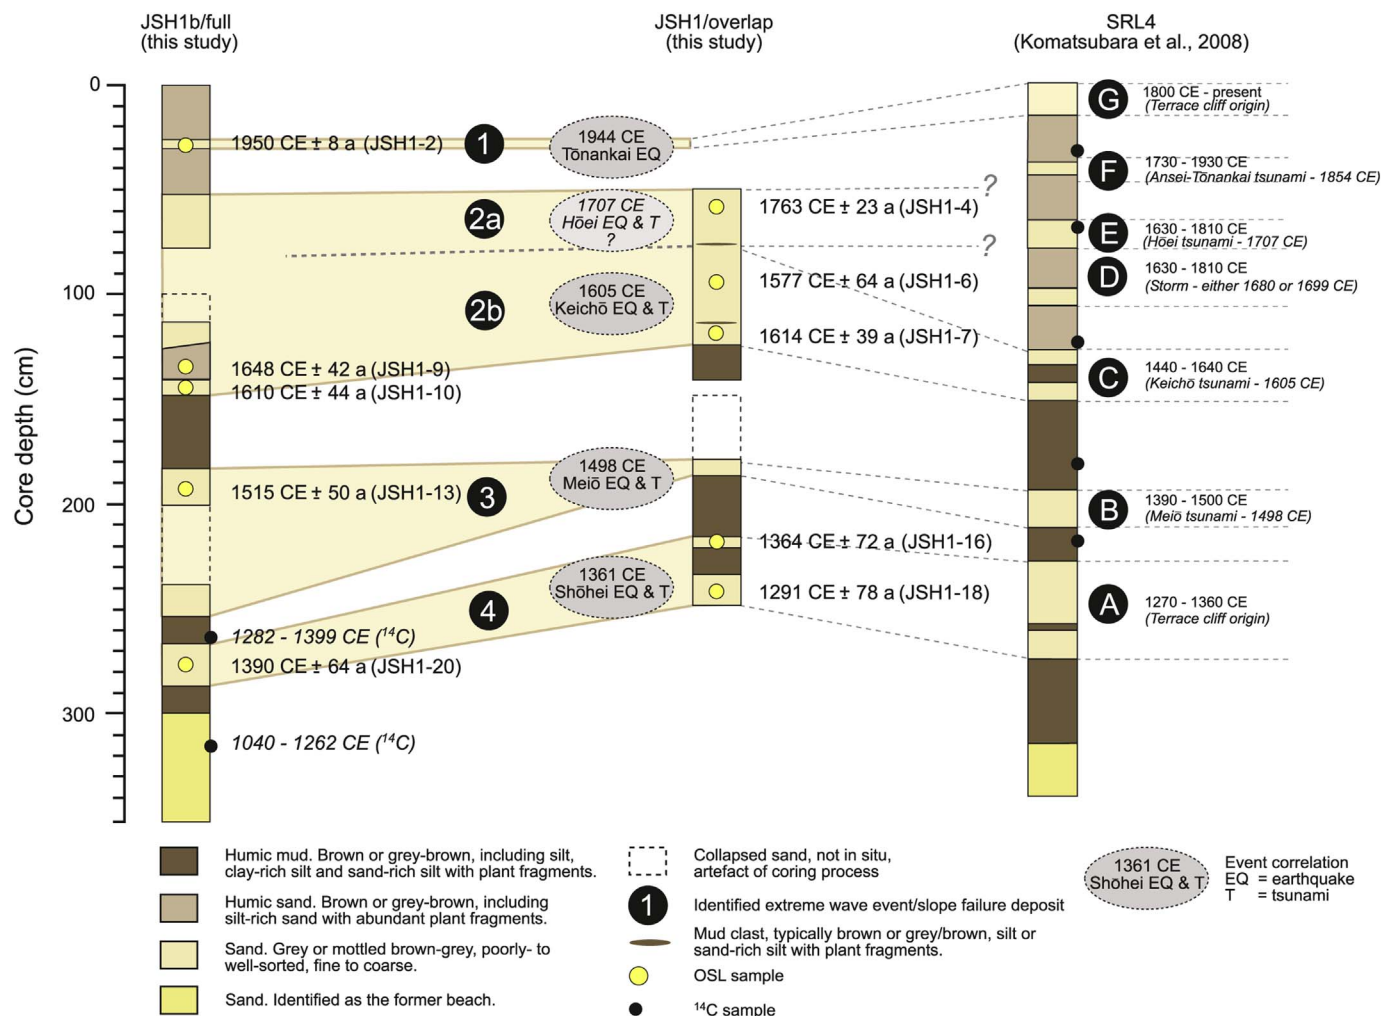 JSH1b/full
(this study)
JSH1/overlap
(this study)
SRL4
(Komatsubara et al., 2008)
Core depth (cm)
0
100
200
300
1950 CE ± 8 a (JSH1-2)
1648 CE ± 42 a (JSH1-9)
1610 CE ± 44 a (JSH1-10)
1515 CE ± 50 a (JSH1-13)
1282 - 1399 CE (¹⁴C)
1390 CE ± 64 a (JSH1-20)
1040 - 1262 CE (¹⁴C)
1
2a
2b
3
4
1944 CE
Tōnankai EQ
1707 CE
Hōei EQ & T
?
1605 CE
Keichō EQ & T
1498 CE
Meiō EQ & T
1361 CE
Shōhei EQ & T
1763 CE ± 23 a (JSH1-4)
1577 CE ± 64 a (JSH1-6)
1614 CE ± 39 a (JSH1-7)
1364 CE ± 72 a (JSH1-16)
1291 CE ± 78 a (JSH1-18)
?
?
G
1800 CE - present
(Terrace cliff origin)
F
1730 - 1930 CE
(Ansei-Tōnankai tsunami - 1854 CE)
E
1630 - 1810 CE
(Hōei tsunami - 1707 CE)
D
1630 - 1810 CE
(Storm - either 1680 or 1699 CE)
C
1440 - 1640 CE
(Keichō tsunami - 1605 CE)
B
1390 - 1500 CE
(Meiō tsunami - 1498 CE)
A
1270 - 1360 CE
(Terrace cliff origin)
Humic mud. Brown or grey-brown, including silt,
clay-rich silt and sand-rich silt with plant fragments.
Humic sand. Brown or grey-brown, including
silt-rich sand with abundant plant fragments.
Sand. Grey or mottled brown-grey, poorly- to
well-sorted, fine to coarse.
Sand. Identified as the former beach.
Collapsed sand, not in situ,
artefact of coring process
1
Identified extreme wave event/slope failure deposit
Mud clast, typically brown or grey/brown, silt or
sand-rich silt with plant fragments.
OSL sample
¹⁴C sample
1361 CE
Shōhei EQ & T
Event correlation
EQ = earthquake
T = tsunami